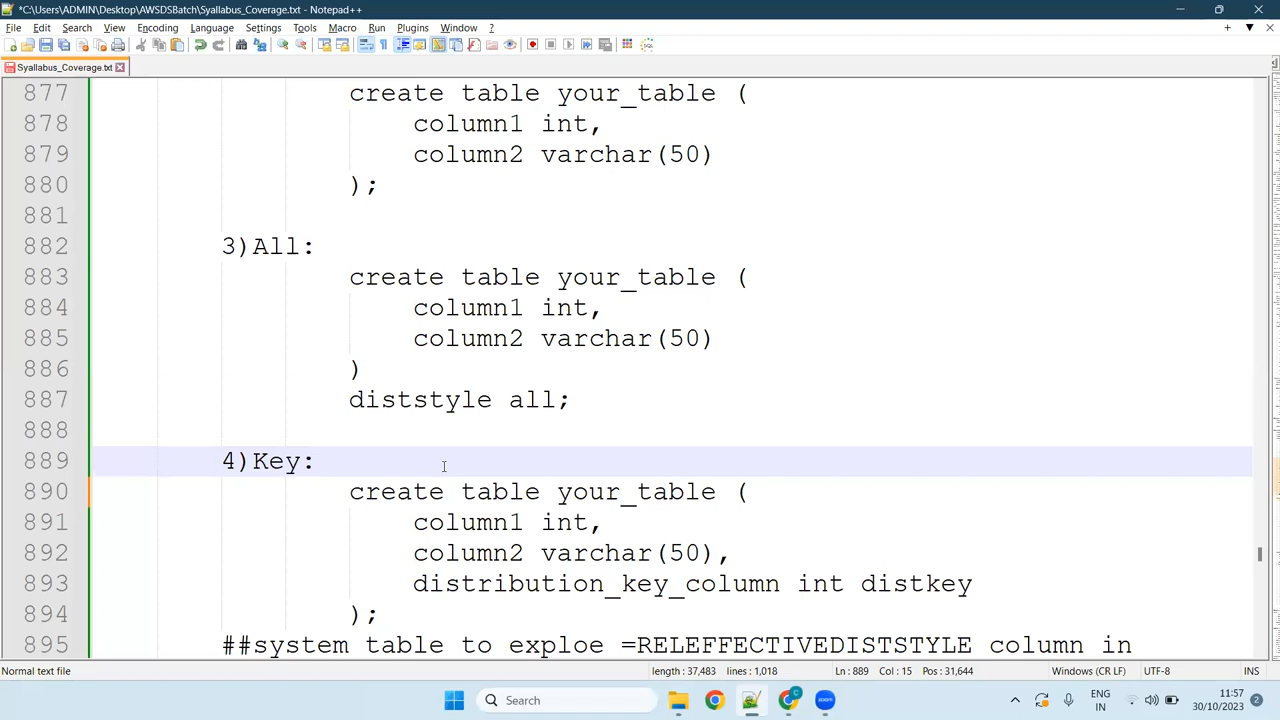 *C:\Users\ADMIN\Desktop\AWSDSBatch\Syallabus_Coverage.txt - Notepad++
File Edit Search View Encoding Language Settings Tools Macro Run Plugins Window ?
Syallabus_Coverage.txt
877 create table your_table (
878 column1 int,
879 column2 varchar(50)
880 );
881
882 3)All:
883 create table your_table (
884 column1 int,
885 column2 varchar(50)
886 )
887 diststyle all;
888
889 4)Key:
890 create table your_table (
891 column1 int,
892 column2 varchar(50),
893 distribution_key_column int distkey
894 );
895 ##system table to exploe =RELEFFECTIVEDISTSTYLE column in
Normal text file length : 37,483 lines : 1,018 Ln : 889 Col : 15 Pos : 31,644 Windows (CR LF) UTF-8 INS
Search
ENG
IN
11:57
30/10/2023
2